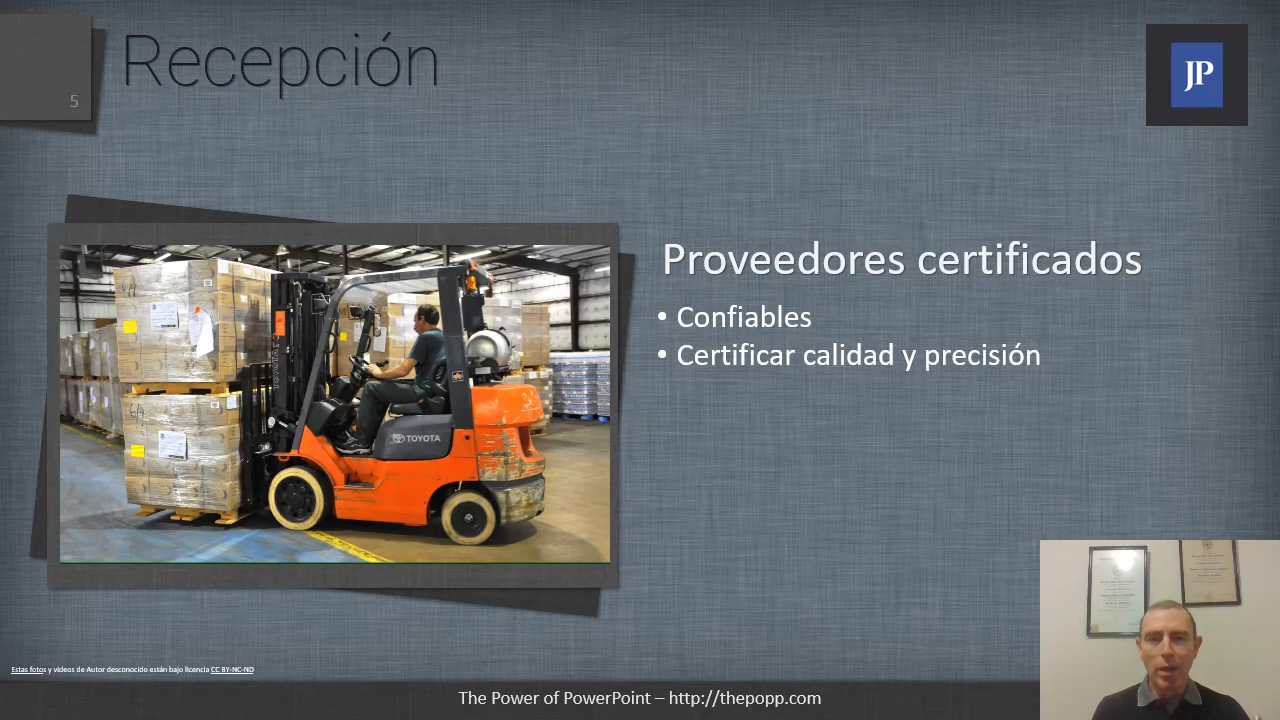 5
Recepción
JP
Proveedores certificados
• Confiables
• Certificar calidad y precisión
TOYOTA
Estas fotos y videos de Autor desconocido están bajo licencia CC BY-NC-ND
The Power of PowerPoint – http://thepopp.com